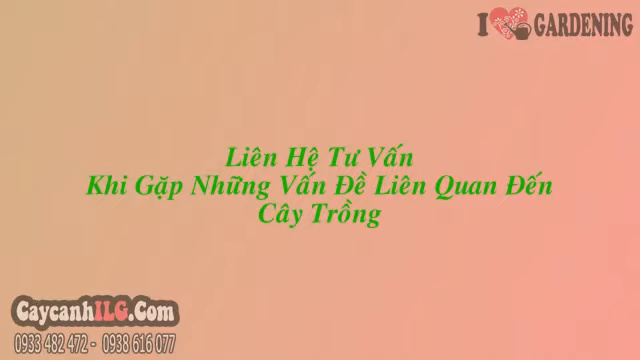 I GARDENING
Liên Hệ Tư Vấn
Khi Gặp Những Vấn Đề Liên Quan Đến
Cây Trồng
CaycanhILG.Com
0933 482 472 - 0938 616 077